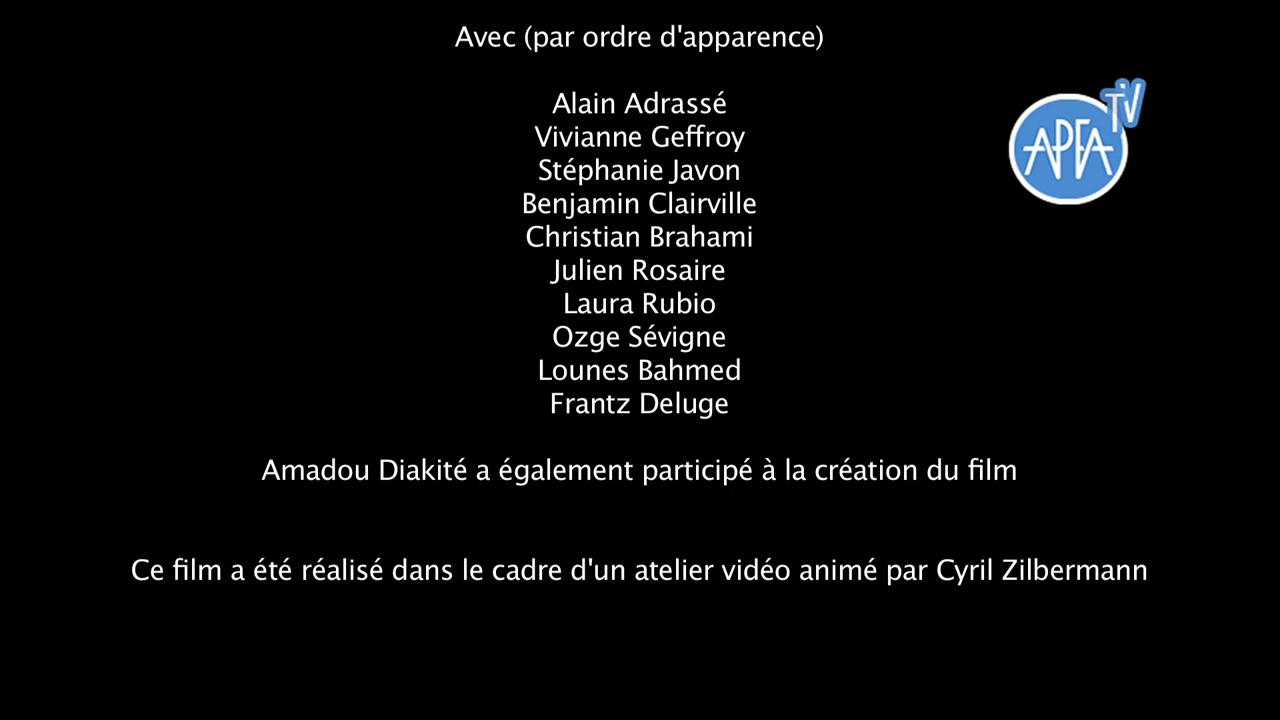 Avec (par ordre d'apparence)
Alain Adrassé
Vivianne Geffroy
Stéphanie Javon
Benjamin Clairville
Christian Brahami
Julien Rosaire
Laura Rubio
Ozge Sévigne
Lounes Bahmed
Frantz Deluge
Amadou Diakité a également participé à la création du film
Ce film a été réalisé dans le cadre d'un atelier vidéo animé par Cyril Zilbermann
APFA TV